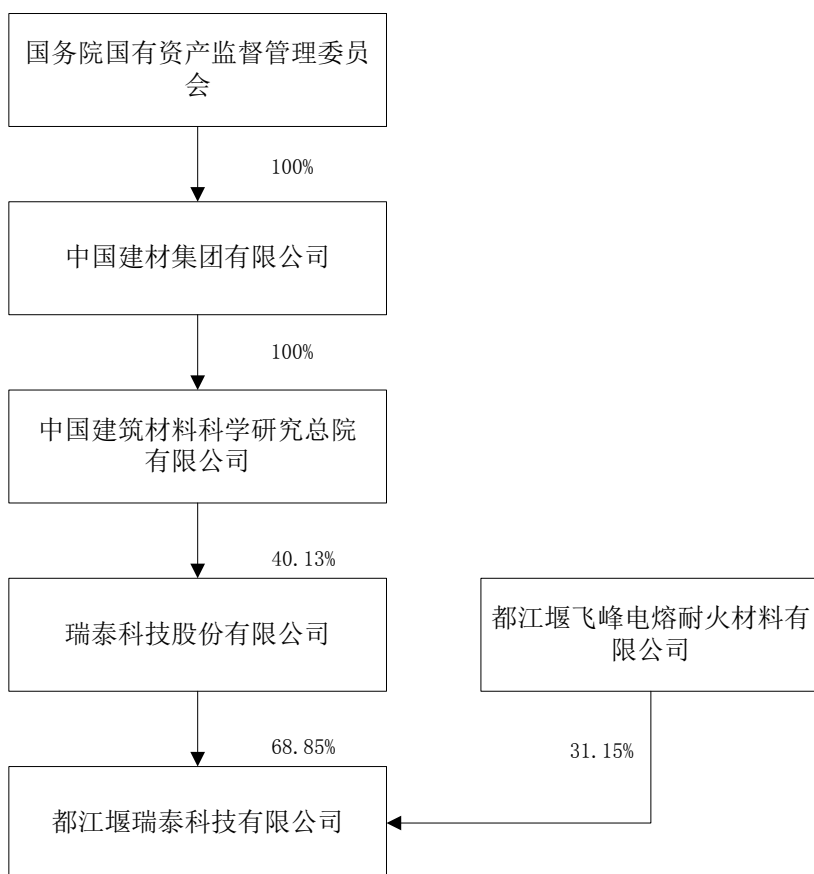 国务院国有资产监督管理委员
会
100%
中国建材集团有限公司
100%
中国建筑材料科学研究总院
有限公司
40.13%
瑞泰科技股份有限公司
都江堰飞峰电熔耐火材料有
限公司
68.85%
31.15%
都江堰瑞泰科技有限公司